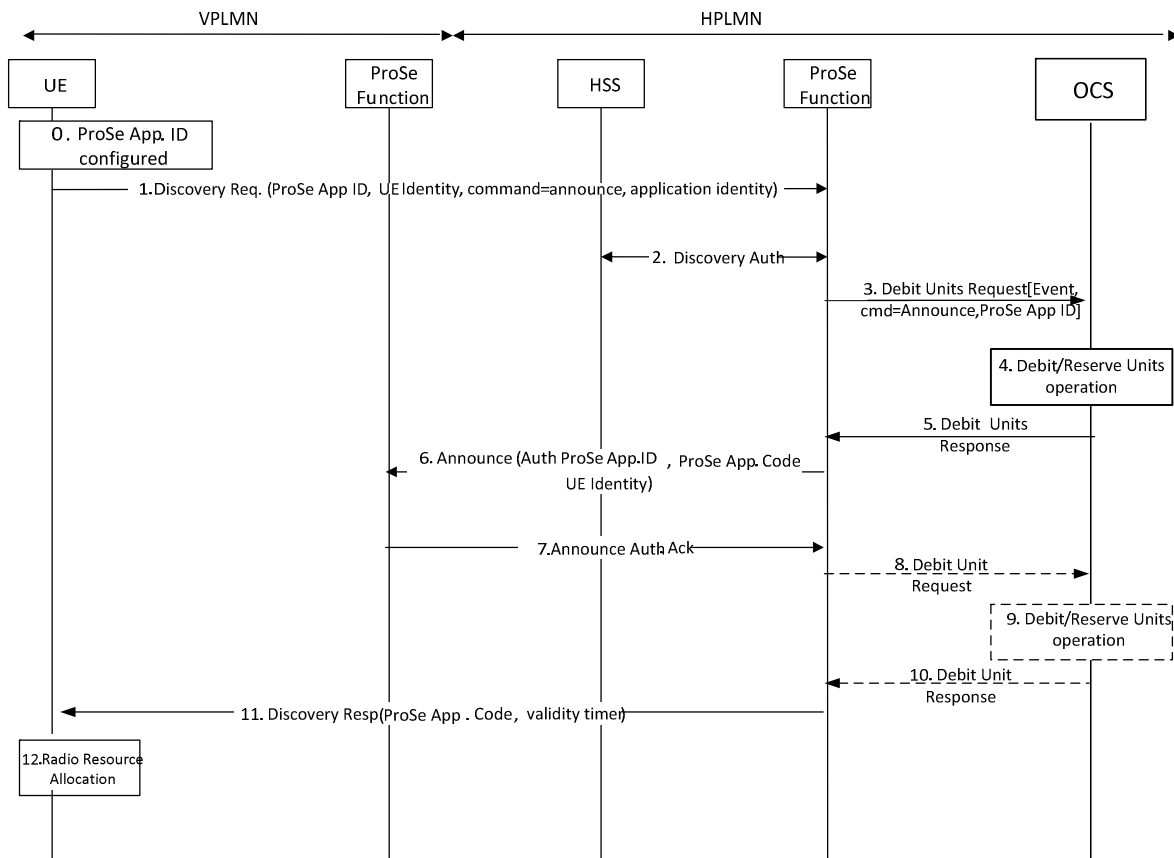 VPLMN
HPLMN
UE
ProSe
Function
HSS
ProSe
Function
OCS
0. ProSe App. ID
configured
1.Discovery Req. (ProSe App ID, UE Identity, command=announce, application identity)
2. Discovery Auth
3. Debit Units Request[Event,
cmd=Announce,ProSe App ID]
4. Debit/Reserve Units
operation
5. Debit Units
Response
6. Announce (Auth ProSe App.ID , ProSe App. Code
UE Identity)
7.Announce Auth. Ack
8. Debit Unit
Request
9. Debit/Reserve Units
operation
10. Debit Unit
Response
11. Discovery Resp(ProSe App . Code, validity timer)
12.Radio Resource
Allocation